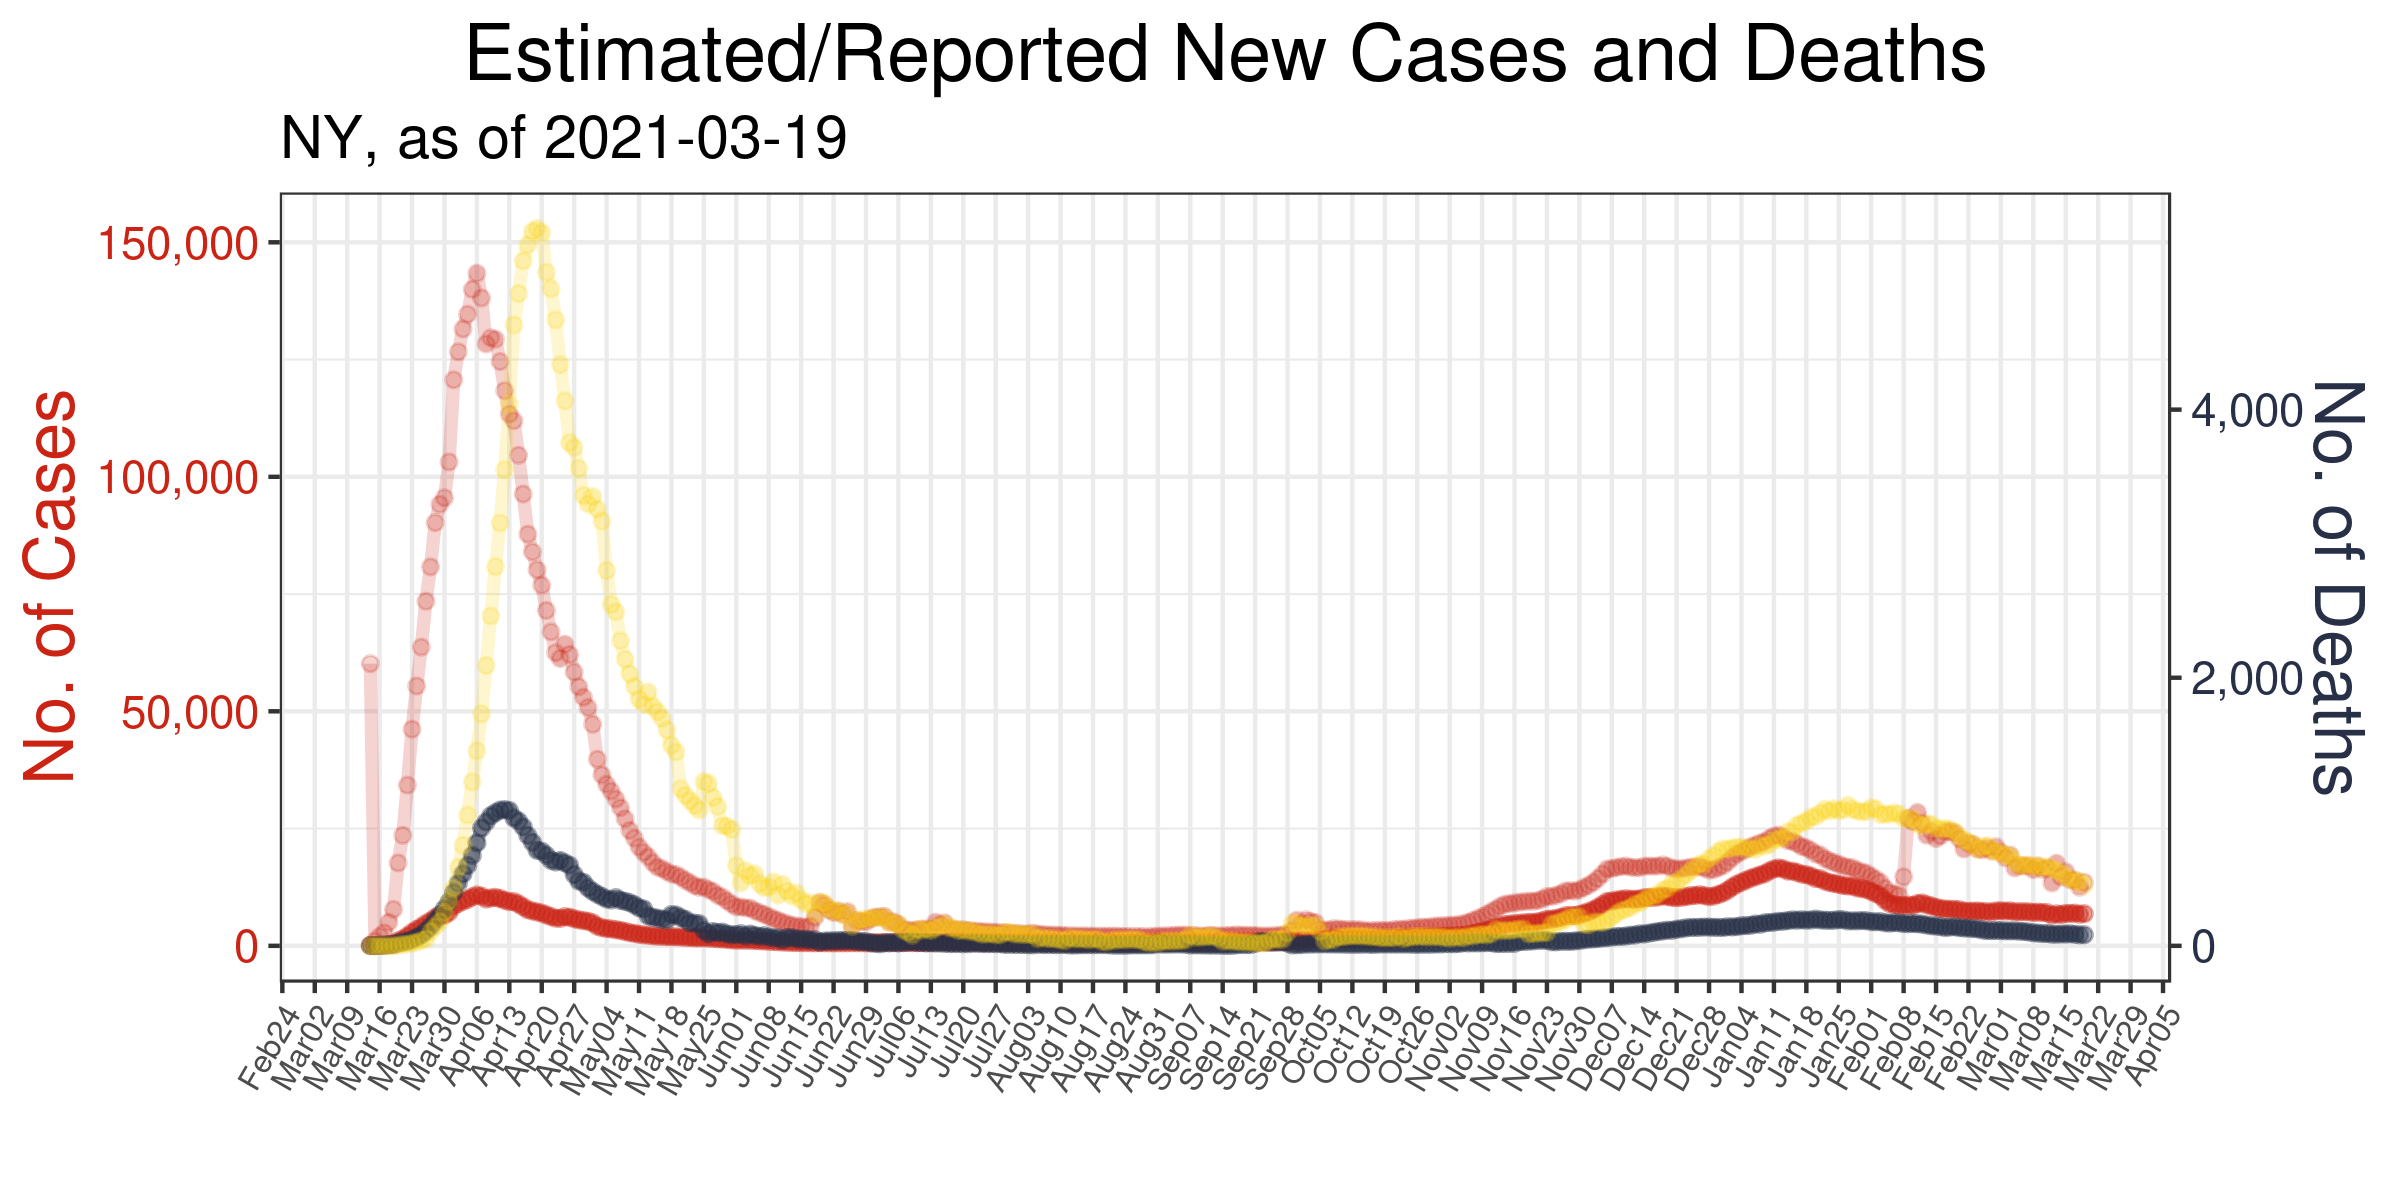 Estimated/Reported New Cases and Deaths
NY, as of 2021-03-19
No. of Cases
150,000
100,000
50,000
0
4,000
2,000
0
No. of Deaths
Feb24
Mar02
Mar09
Mar16
Mar23
Mar30
Apr06
Apr13
Apr20
Apr27
May04
May11
May18
May25
Jun01
Jun08
Jun15
Jun22
Jun29
Jul06
Jul13
Jul20
Jul27
Aug03
Aug10
Aug17
Aug24
Aug31
Sep07
Sep14
Sep21
Sep28
Oct05
Oct12
Oct19
Oct26
Nov02
Nov09
Nov16
Nov23
Nov30
Dec07
Dec14
Dec21
Dec28
Jan04
Jan11
Jan18
Jan25
Feb01
Feb08
Feb15
Feb22
Mar01
Mar08
Mar15
Mar22
Mar29
Apr05